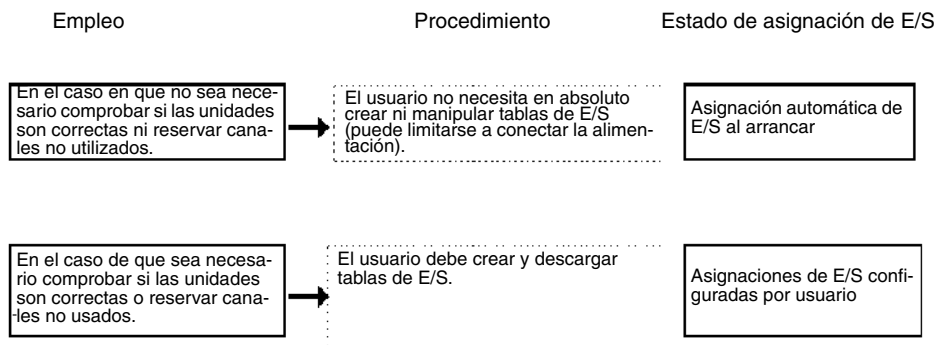 Empleo
Procedimiento
Estado de asignación de E/S
En el caso en que no sea nece-
sario comprobar si las unidades
son correctas ni reservar cana-
les no utilizados.
El usuario no necesita en absoluto
crear ni manipular tablas de E/S
(puede limitarse a conectar la alimen-
tación).
Asignación automática de
E/S al arrancar
En el caso de que sea necesa-
rio comprobar si las unidades
son correctas o reservar cana-
les no usados.
El usuario debe crear y descargar
tablas de E/S.
Asignaciones de E/S confi-
guradas por usuario